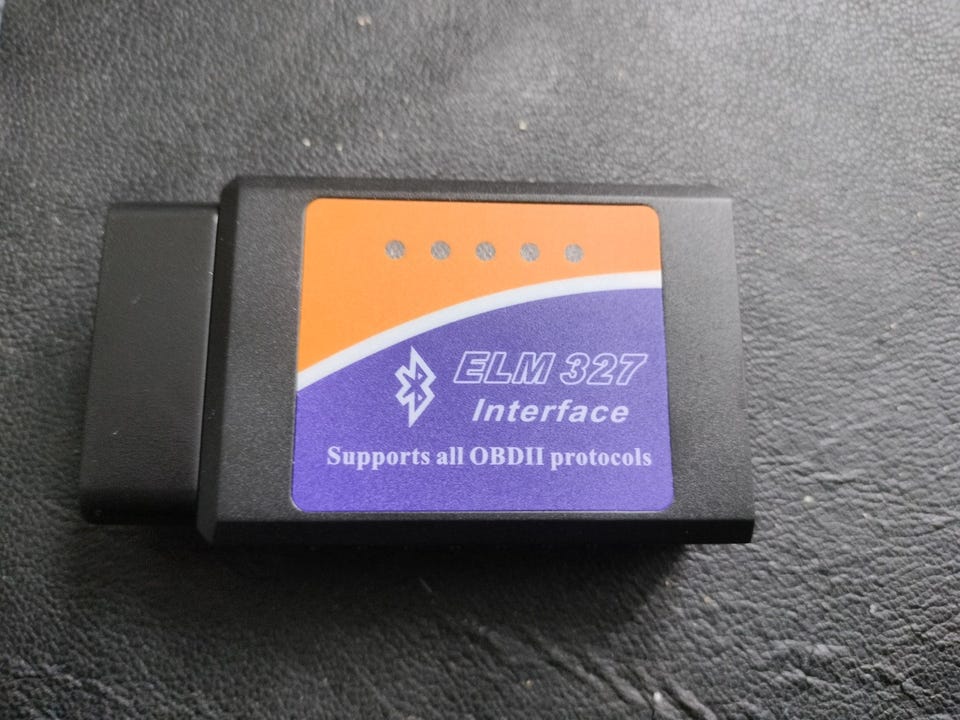 ELM 327
Interface
Supports all OBDII protocols